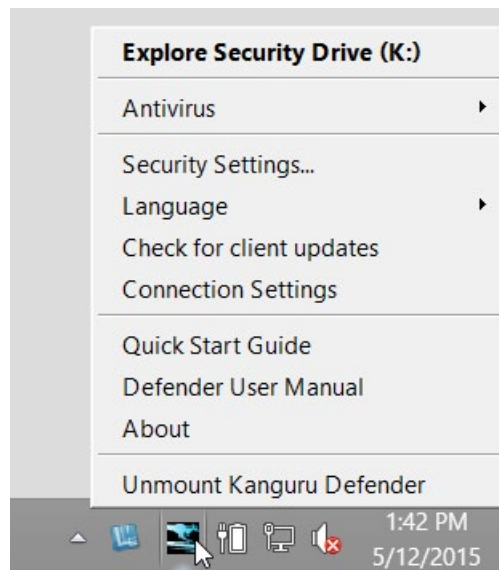 Explore Security Drive (K:)
Antivirus
Security Settings...
Language
Check for client updates
Connection Settings
Quick Start Guide
Defender User Manual
About
Unmount Kanguru Defender
1:42 PM
5/12/2015